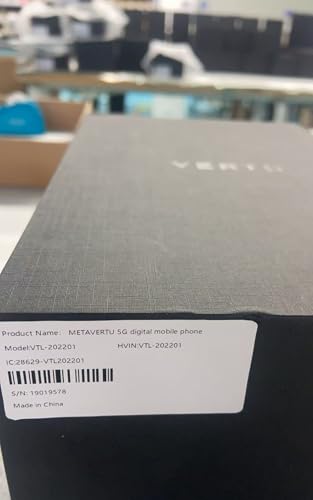 VERTU
Product Name: METAVERTU 5G digital mobile phone
Model:VTL-202201 HVIN:VTL-202201
IC:28629-VTL202201
S/N: 19019578
Made in China